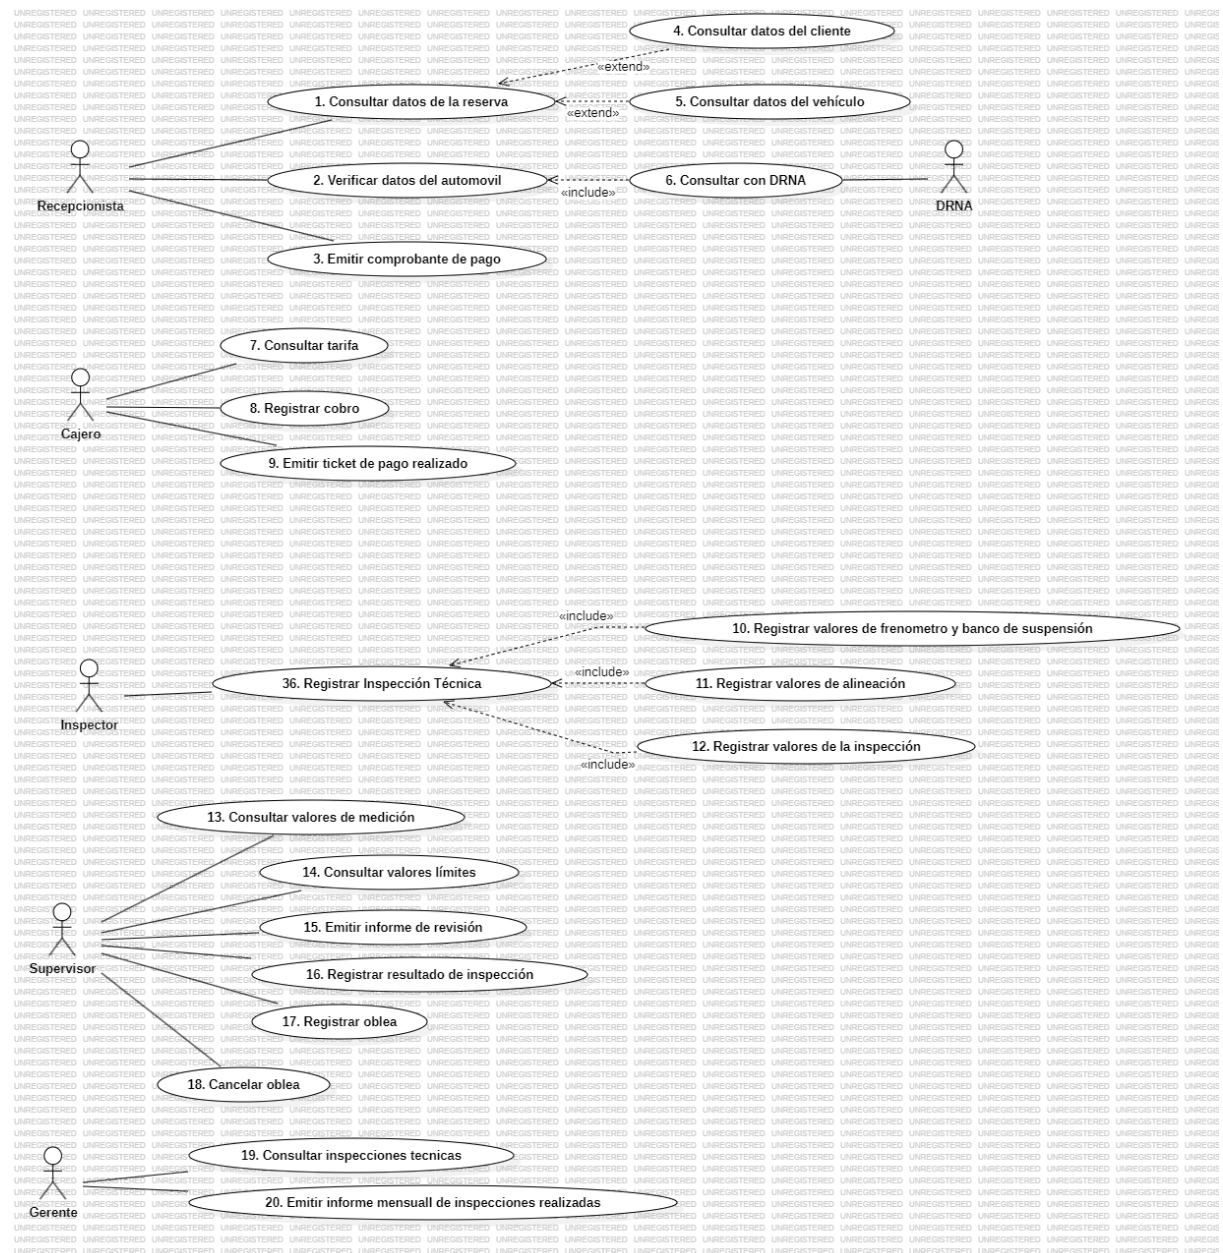 4. Consultar datos del cliente
«extend»
1. Consultar datos de la reserva
5. Consultar datos del vehículo
«extend»
2. Verificar datos del automovil
6. Consultar con DRNA
«include»
Recepcionista
DRNA
3. Emitir comprobante de pago
7. Consultar tarifa
8. Registrar cobro
Cajero
9. Emitir ticket de pago realizado
«include»
10. Registrar valores de frenometro y banco de suspensión
«include»
36. Registrar Inspección Técnica
11. Registrar valores de alineación
Inspector
12. Registrar valores de la inspección
«include»
13. Consultar valores de medición
14. Consultar valores límites
15. Emitir informe de revisión
Supervisor
16. Registrar resultado de inspección
17. Registrar oblea
18. Cancelar oblea
19. Consultar inspecciones tecnicas
20. Emitir informe mensuall de inspecciones realizadas
Gerente
UNREGISTERED